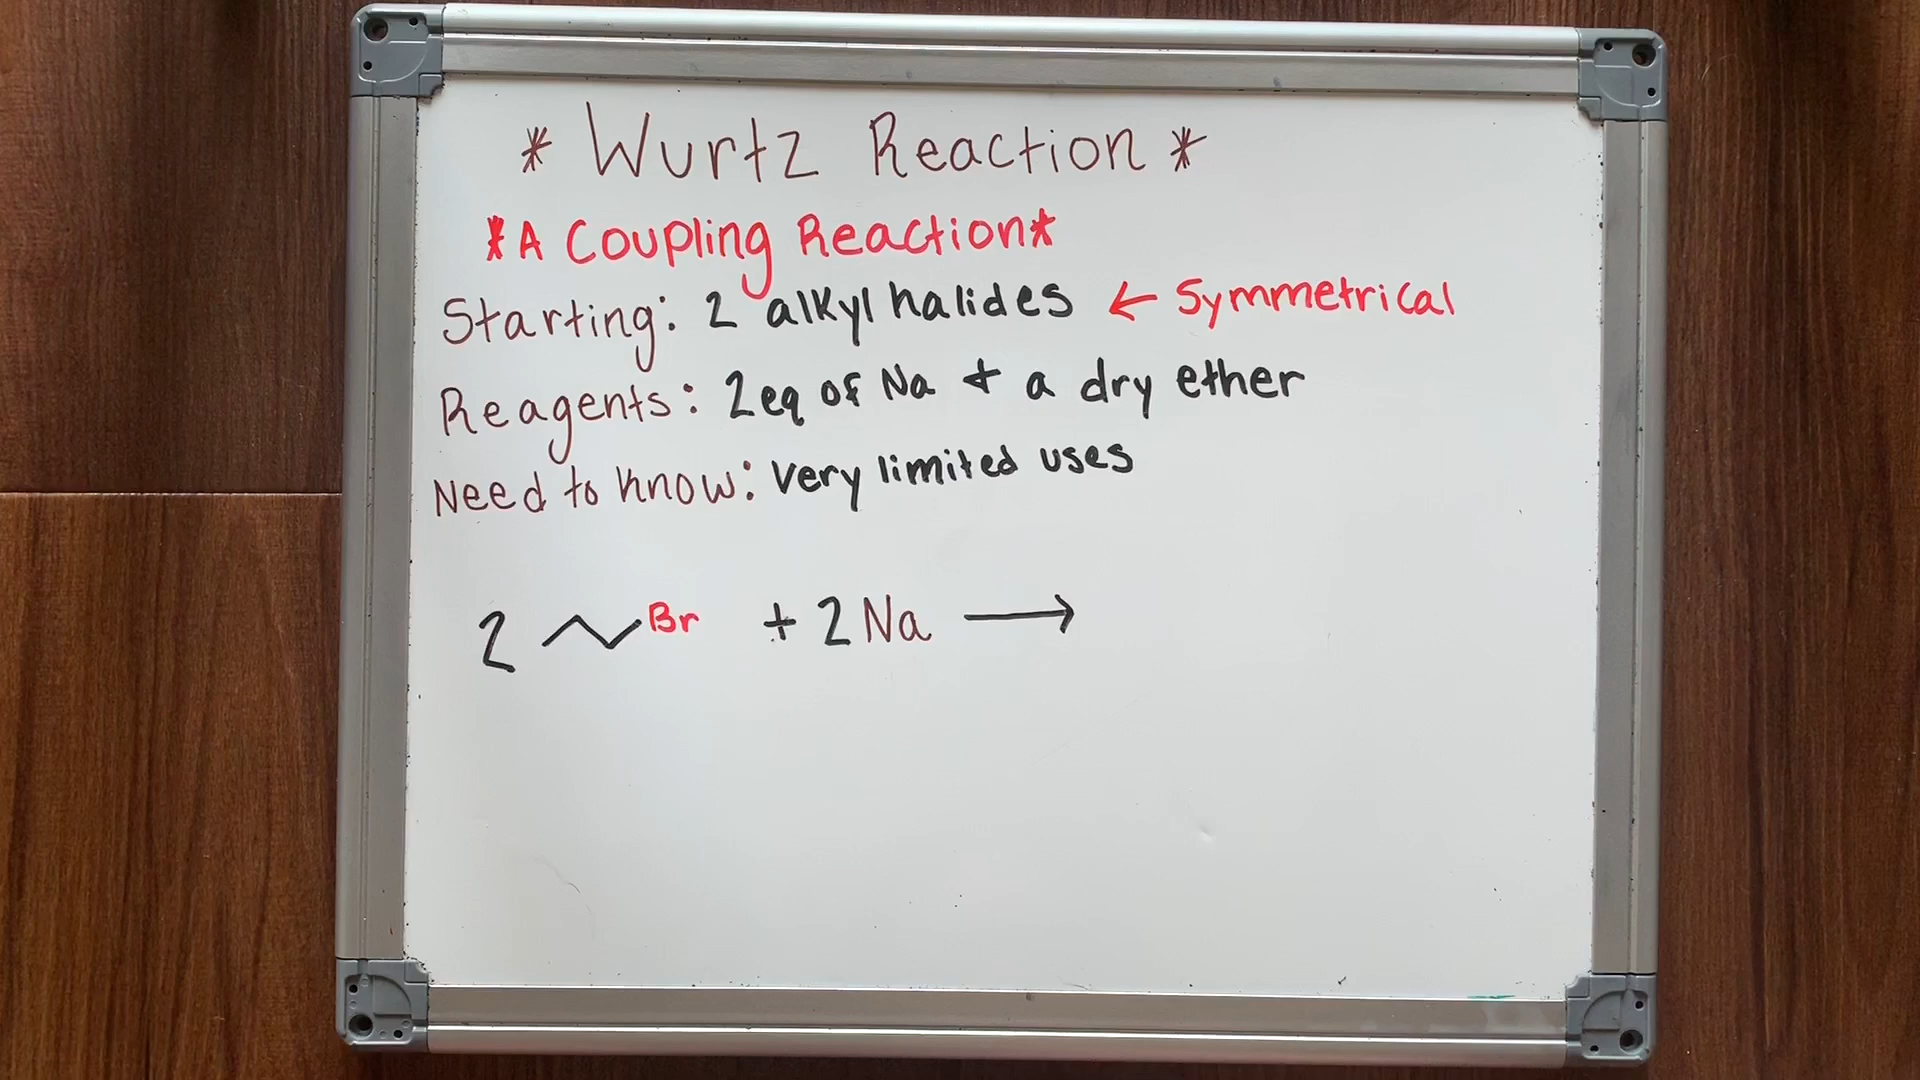 * Wurtz Reaction *
*A Coupling Reaction*
Starting: 2 alkyl halides ← Symmetrical
Reagents: 2eq of Na + a dry ether
Need to know: Very limited uses
2 Br + 2 Na →